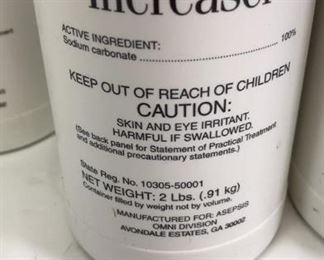 Increaser
ACTIVE INGREDIENT:
Sodium carbonate ........................ 100%
KEEP OUT OF REACH OF CHILDREN
CAUTION:
SKIN AND EYE IRRITANT.
HARMFUL IF SWALLOWED.
(See back panel for Statement of Practical Treatment
and additional precautionary statements.)
State Reg. No. 10305-50001
NET WEIGHT: 2 Lbs. (.91 kg)
Container filled by weight not by volume.
MANUFACTURED FOR: ASEPSIS
OMNI DIVISION
AVONDALE ESTATES, GA 30002